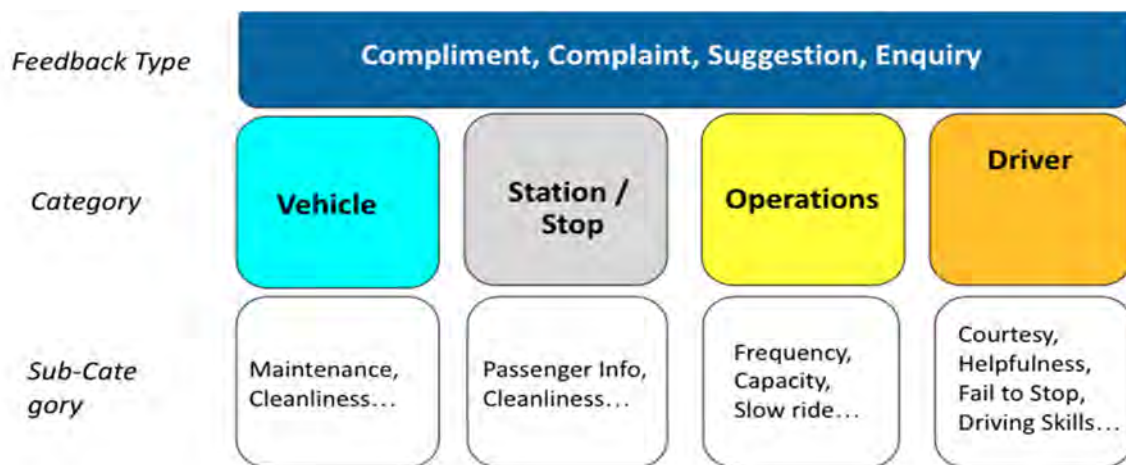 Feedback Type
Compliment, Complaint, Suggestion, Enquiry
Category
Vehicle
Station /
Stop
Operations
Driver
Sub-Cate
gory
Maintenance,
Cleanliness...
Passenger Info,
Cleanliness...
Frequency,
Capacity,
Slow ride...
Courtesy,
Helpfulness,
Fail to Stop,
Driving Skills...